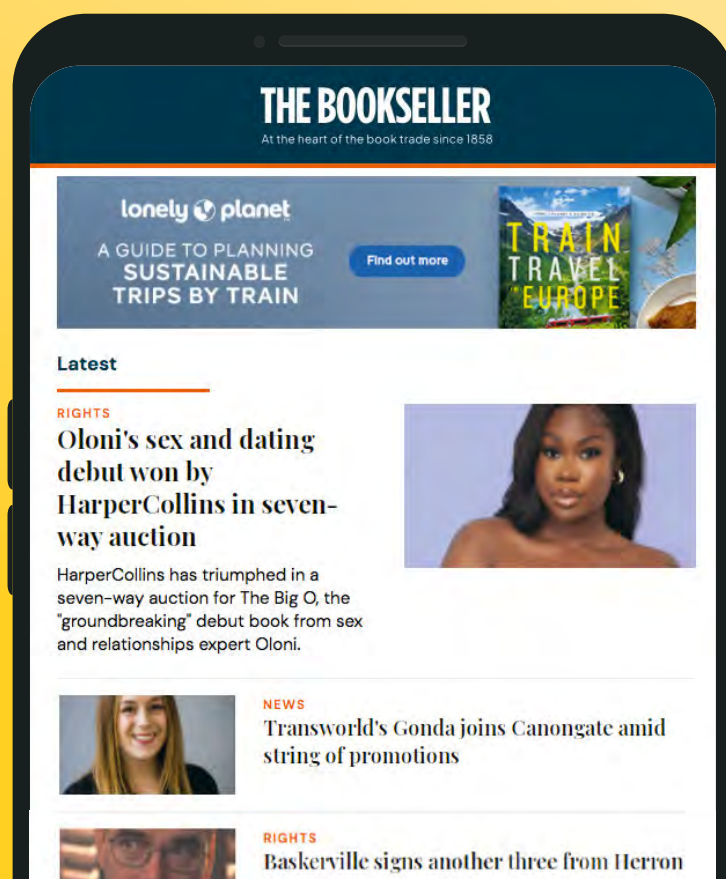 THE BOOKSELLER
At the heart of the book trade since 1858
lonely planet
A GUIDE TO PLANNING
SUSTAINABLE
TRIPS BY TRAIN
Find out more
TRAIN
TRAVEL
IN EUROPE
Latest
RIGHTS
Oloni's sex and dating
debut won by
HarperCollins in seven-
way auction
HarperCollins has triumphed in a
seven-way auction for The Big O, the
"groundbreaking" debut book from sex
and relationships expert Oloni.
NEWS
Transworld's Gonda joins Canongate amid
string of promotions
RIGHTS
Baskerville signs another three from Herron